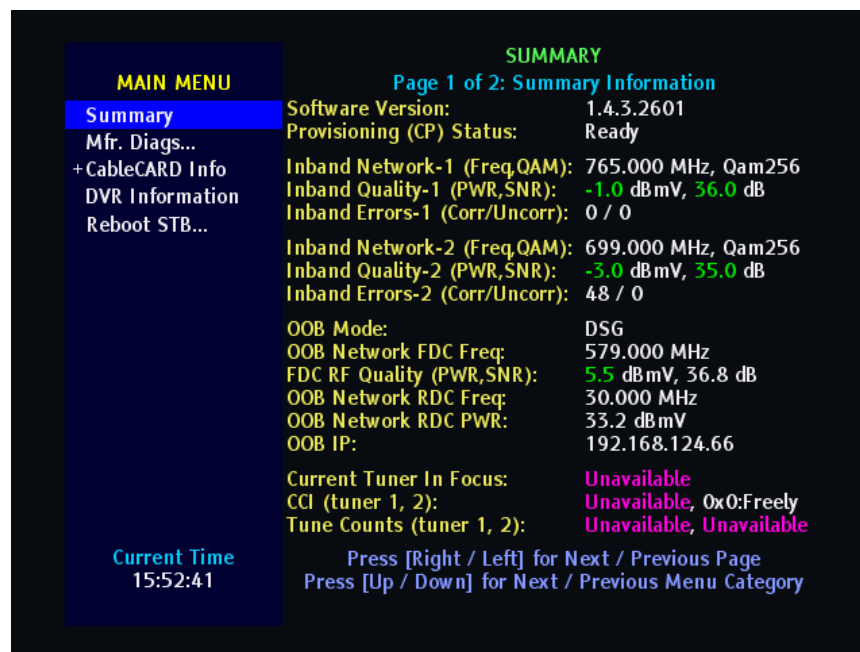 SUMMARY
MAIN MENU
Page 1 of 2: Summary Information
Summary
Mfr. Diags...
+CableCARD Info
DVR Information
Reboot STB...
Software Version: 1.4.3.2601
Provisioning (CP) Status: Ready
Inband Network-1 (Freq,QAM): 765.000 MHz, Qam256
Inband Quality-1 (PWR,SNR): -1.0 dBmV, 36.0 dB
Inband Errors-1 (Corr/Uncorr): 0 / 0
Inband Network-2 (Freq,QAM): 699.000 MHz, Qam256
Inband Quality-2 (PWR,SNR): -3.0 dBmV, 35.0 dB
Inband Errors-2 (Corr/Uncorr): 48 / 0
OOB Mode: DSG
OOB Network FDC Freq: 579.000 MHz
FDC RF Quality (PWR,SNR): 5.5 dBmV, 36.8 dB
OOB Network RDC Freq: 30.000 MHz
OOB Network RDC PWR: 33.2 dBmV
OOB IP: 192.168.124.66
Current Tuner In Focus: Unavailable
CCI (tuner 1, 2): Unavailable, 0x0:Freely
Tune Counts (tuner 1, 2): Unavailable, Unavailable
Current Time
15:52:41
Press [Right / Left] for Next / Previous Page
Press [Up / Down] for Next / Previous Menu Category